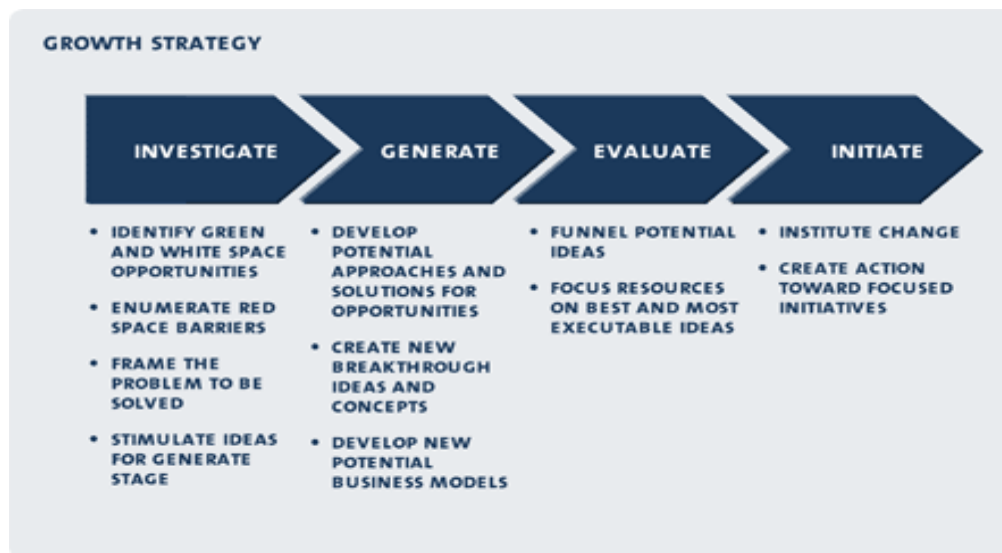 GROWTH STRATEGY
INVESTIGATE
GENERATE
EVALUATE
INITIATE
• IDENTIFY GREEN
AND WHITE SPACE
OPPORTUNITIES
• ENUMERATE RED
SPACE BARRIERS
• FRAME THE
PROBLEM TO BE
SOLVED
• STIMULATE IDEAS
FOR GENERATE
STAGE
• DEVELOP
POTENTIAL
APPROACHES AND
SOLUTIONS FOR
OPPORTUNITIES
• CREATE NEW
BREAKTHROUGH
IDEAS AND
CONCEPTS
• DEVELOP NEW
POTENTIAL
BUSINESS MODELS
• FUNNEL POTENTIAL
IDEAS
• FOCUS RESOURCES
ON BEST AND MOST
EXECUTABLE IDEAS
• INSTITUTE CHANGE
• CREATE ACTION
TOWARD FOCUSED
INITIATIVES